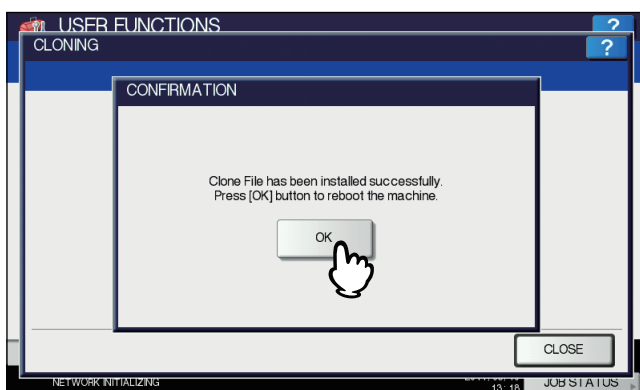 USER FUNCTIONS
?
CLONING
?
CONFIRMATION
Clone File has been installed successfully.
Press [OK] button to reboot the machine.
OK
CLOSE
NETWORK INITIALIZING
13:18
JOB STATUS